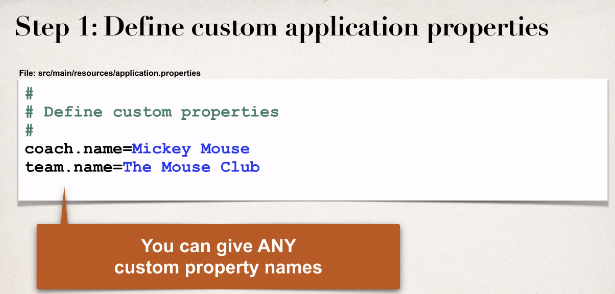 Step 1: Define custom application properties
File: src/main/resources/application.properties
#
# Define custom properties
#
coach.name=Mickey Mouse
team.name=The Mouse Club
You can give ANY
custom property names